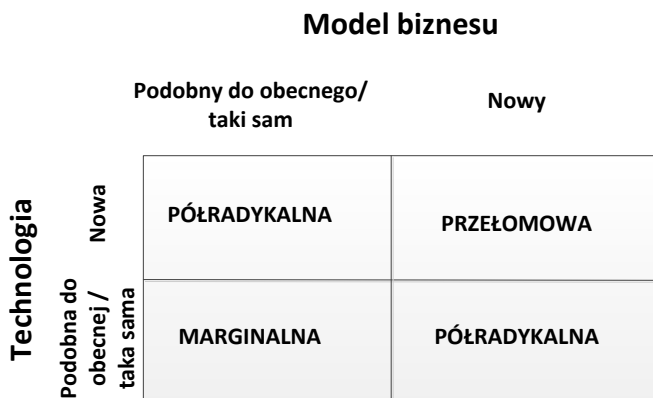 Model biznesu
Podobny do obecnego/
taki sam
Nowy
Technologia
Nowa
PÓŁRADYKALNA
PRZEŁOMOWA
Podobna do
obecnej /
taka sama
MARGINALNA
PÓŁRADYKALNA